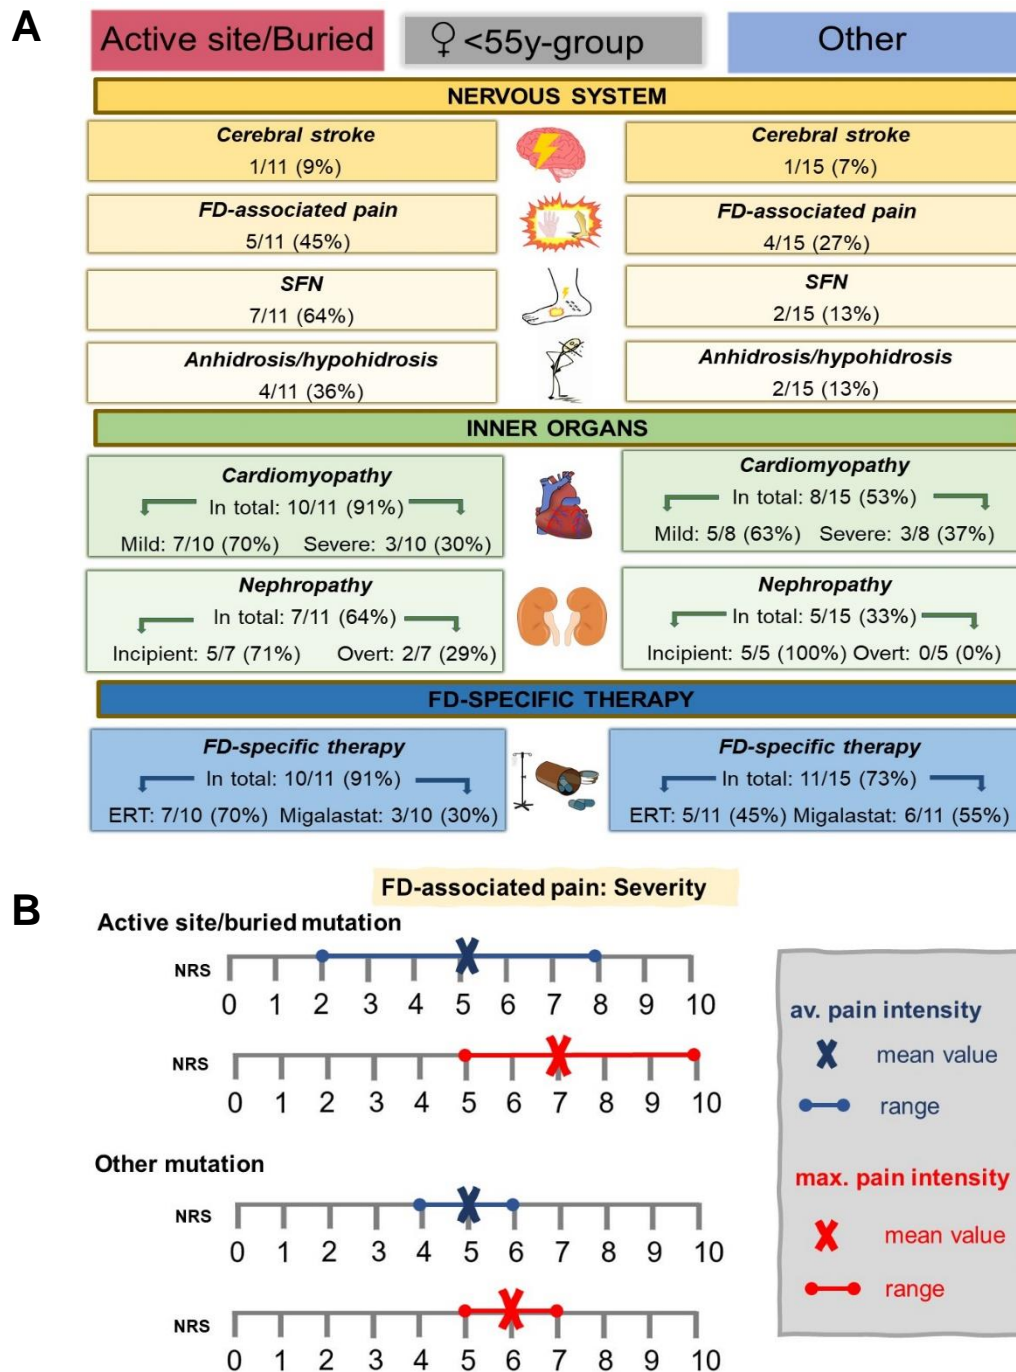 A
Active site/Buried
♀ <55y-group
Other
NERVOUS SYSTEM
Cerebral stroke
1/11 (9%)
Cerebral stroke
1/15 (7%)
FD-associated pain
5/11 (45%)
FD-associated pain
4/15 (27%)
SFN
7/11 (64%)
SFN
2/15 (13%)
Anhidrosis/hypohidrosis
4/11 (36%)
Anhidrosis/hypohidrosis
2/15 (13%)
INNER ORGANS
Cardiomyopathy
In total: 10/11 (91%)
Mild: 7/10 (70%) Severe: 3/10 (30%)
Cardiomyopathy
In total: 8/15 (53%)
Mild: 5/8 (63%) Severe: 3/8 (37%)
Nephropathy
In total: 7/11 (64%)
Incipient: 5/7 (71%) Overt: 2/7 (29%)
Nephropathy
In total: 5/15 (33%)
Incipient: 5/5 (100%) Overt: 0/5 (0%)
FD-SPECIFIC THERAPY
FD-specific therapy
In total: 10/11 (91%)
ERT: 7/10 (70%) Migalastat: 3/10 (30%)
FD-specific therapy
In total: 11/15 (73%)
ERT: 5/11 (45%) Migalastat: 6/11 (55%)
B
FD-associated pain: Severity
Active site/buried mutation
NRS
0 1 2 3 4 5 6 7 8 9 10
NRS
0 1 2 3 4 5 6 7 8 9 10
Other mutation
NRS
0 1 2 3 4 5 6 7 8 9 10
NRS
0 1 2 3 4 5 6 7 8 9 10
av. pain intensity
mean value
range
max. pain intensity
mean value
range